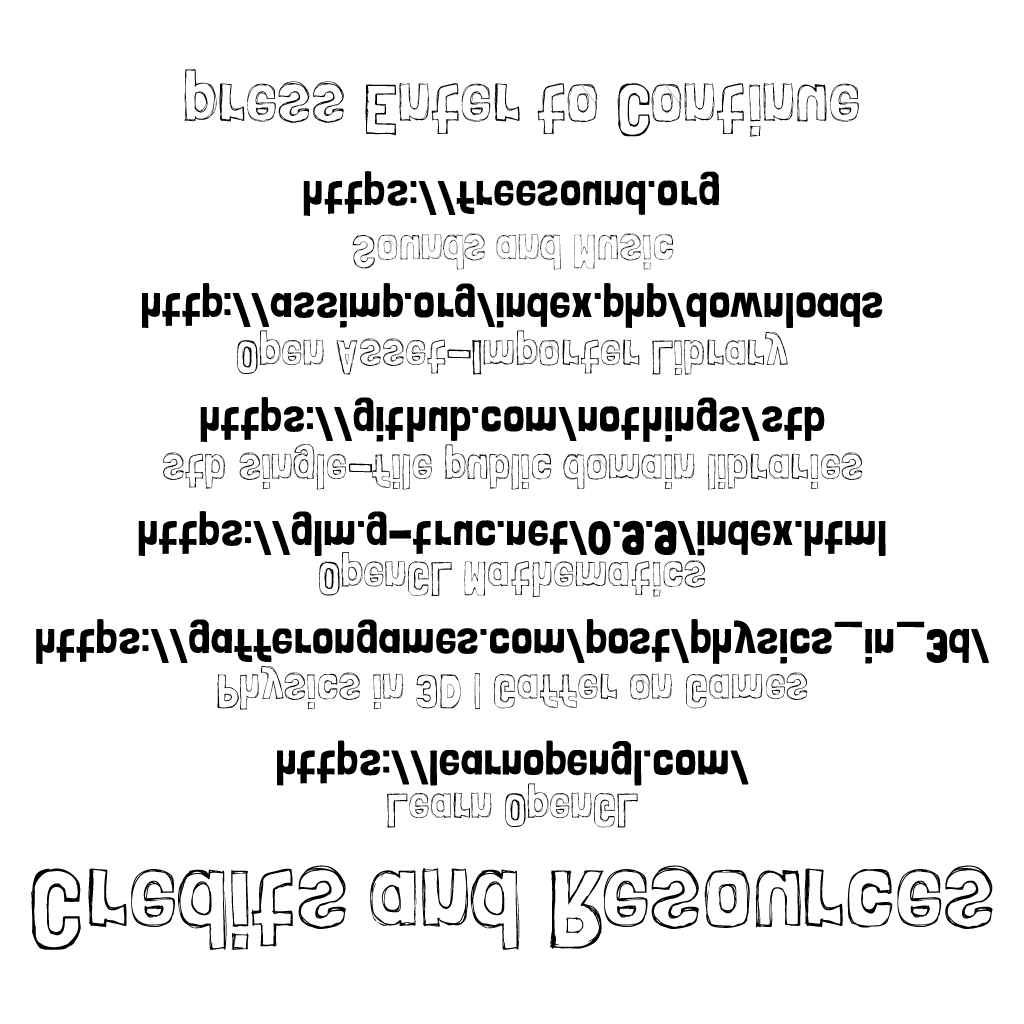 Credits and Resources
Learn OpenGL
https://learnopengl.com/
Physics in 3D | Gaffer on Games
https://gafferongames.com/post/physics_in_3d/
OpenGL Mathematics
https://glm.g-truc.net/0.9.9/index.html
stb single-file public domain libraries
https://github.com/nothings/stb
Open Asset-Importer Library
http://assimp.org/index.php/downloads
Sounds and Music
https://freesound.org
press Enter to Continue